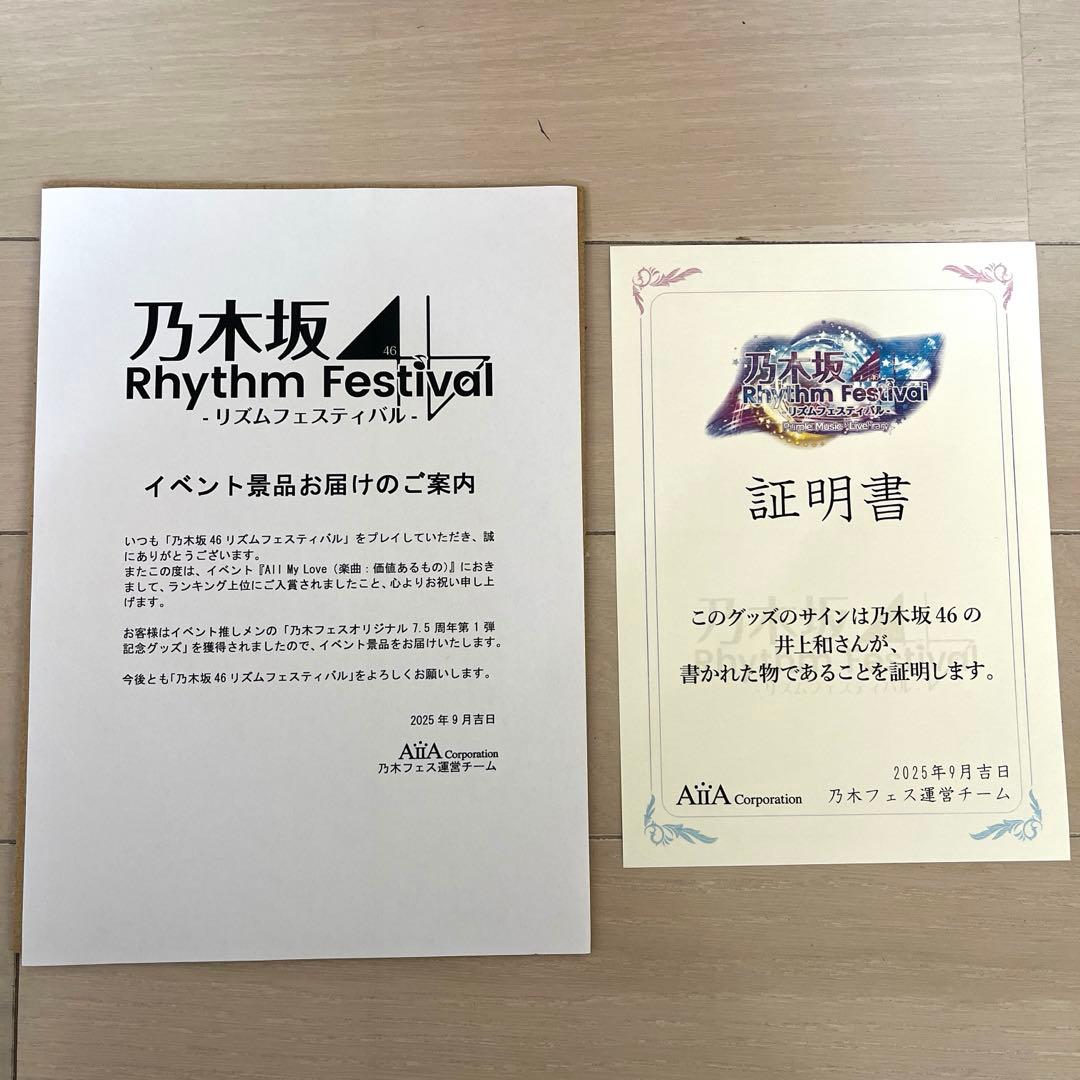 乃木坂46
Rhythm Festival
- リズムフェスティバル -
イベント景品お届けのご案内
いつも「乃木坂46リズムフェスティバル」をプレイしていただき、誠
にありがとうございます。
またこの度は、イベント『All My Love（楽曲：価値あるもの）』におき
まして、ランキング上位にご入賞されましたこと、心よりお祝い申し上
げます。
お客様はイベント推しメンの「乃木フェスオリジナル7.5周年第1弾
記念グッズ」を獲得されましたので、イベント景品をお届けいたします。
今後とも「乃木坂46リズムフェスティバル」をよろしくお願いします。
2025年9月吉日
AiiA Corporation
乃木フェス運営チーム
乃木坂
Rhythm Festival
- リズムフェスティバル -
証明書
このグッズのサインは乃木坂46の
井上和さんが、
書かれた物であることを証明します。
2025年9月吉日
AiiA Corporation 乃木フェス運営チーム